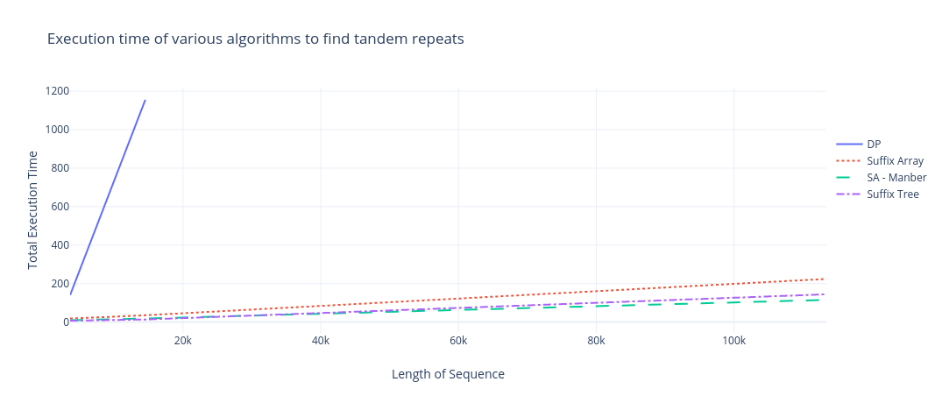 Execution time of various algorithms to find tandem repeats
Total Execution Time
1200
1000
800
600
400
200
0
20k
40k
60k
80k
100k
Length of Sequence
DP
Suffix Array
SA - Manber
Suffix Tree